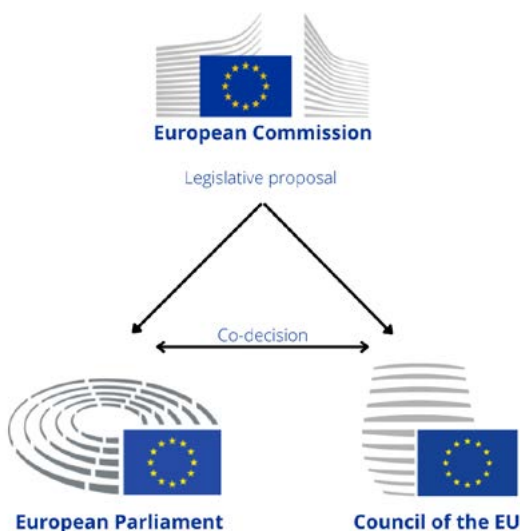 European Commission
Legislative proposal
Co-decision
European Parliament
Council of the EU